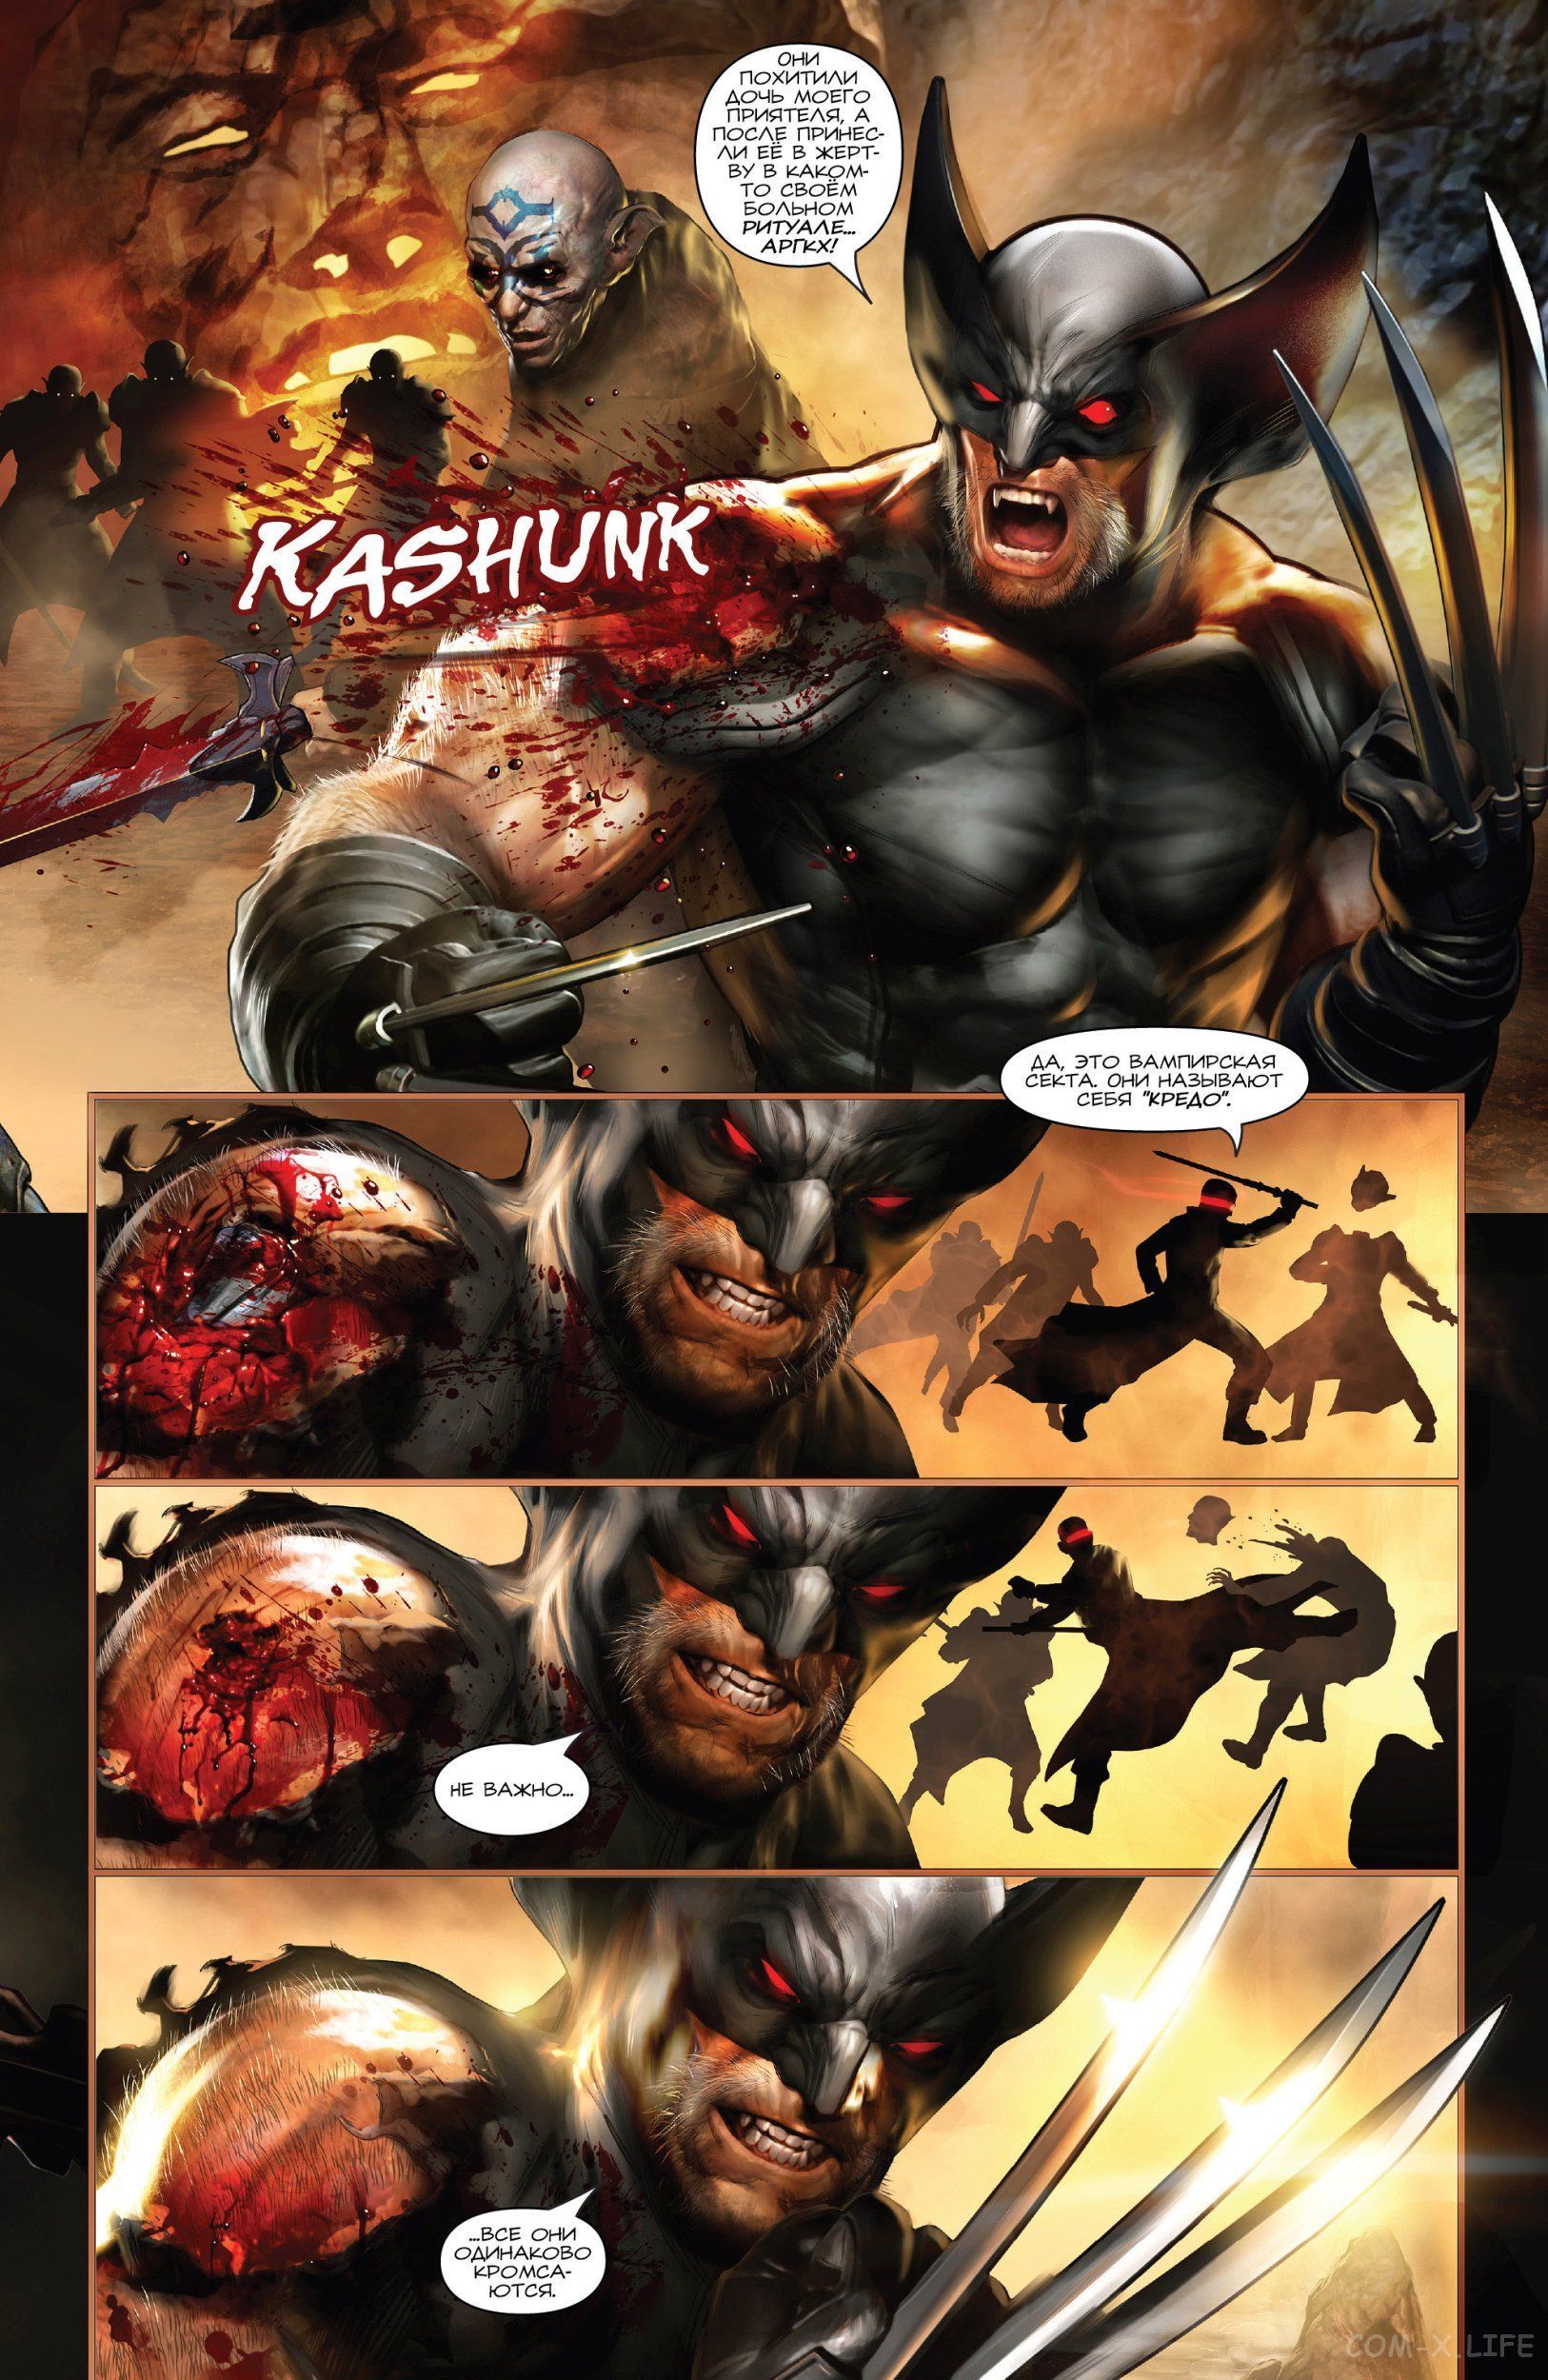 ОНИ
ПОХИТИЛИ
ДОЧЬ МОЕГО
ПРИЯТЕЛЯ, А
ПОСЛЕ ПРИНЕС-
ЛИ ЕЁ В ЖЕРТ-
ВУ В КАКОМ-
ТО СВОЁМ
БОЛЬНОМ
РИТУАЛЕ...
АРГКХ!
KASHUNK
ДА, ЭТО ВАМПИРСКАЯ
СЕКТА. ОНИ НАЗЫВАЮТ
СЕБЯ "КРЕДО".
НЕ ВАЖНО...
...ВСЕ ОНИ
ОДИНАКОВО
КРОМСА-
ЮТСЯ.
COM-X.LIFE